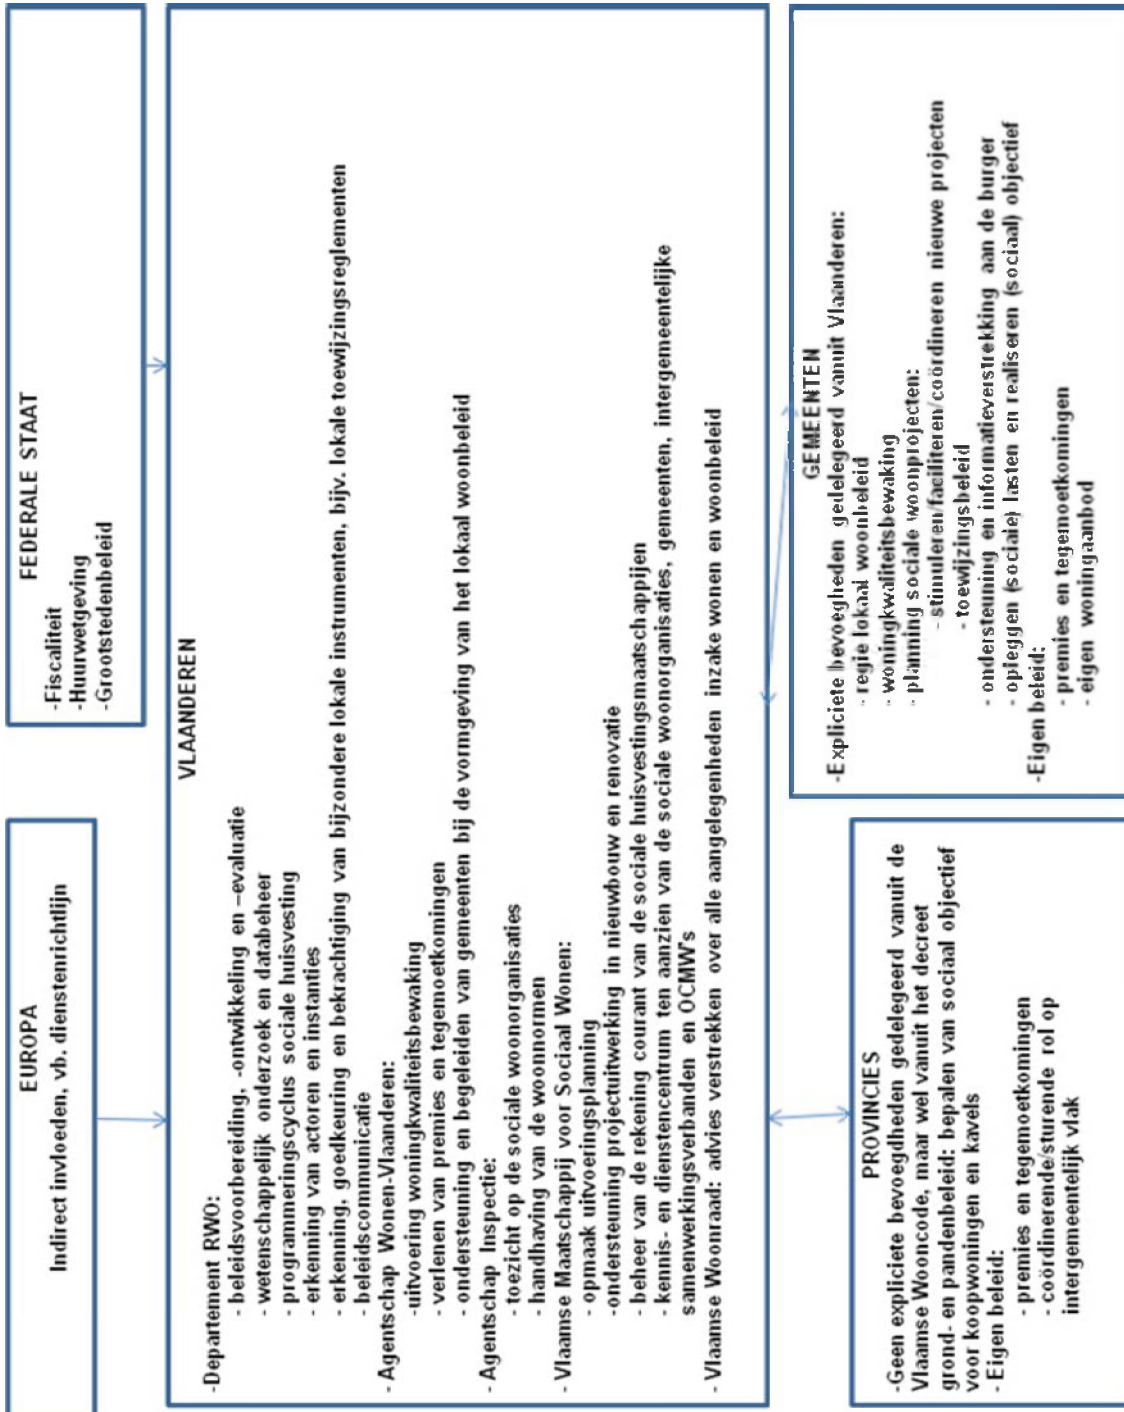 EUROPA
Indirect invloeden, vb. dienstenrichtlijn
FEDERALE STAAT
-Fiscaliteit
-Huurwetgeving
-Grootstedenbeleid
VLAANDEREN
-Departement RWO:
- beleidsvoorbereiding, -ontwikkeling en –evaluatie
- wetenschappelijk onderzoek en databeheer
- programmeringscyclus sociale huisvesting
- erkenning van actoren en instanties
- erkenning, goedkeuring en bekrachtiging van bijzondere lokale instrumenten, bijv. lokale toewijzingsreglementen
- beleidscommunicatie
- Agentschap Wonen-Vlaanderen:
-uitvoering woningkwaliteitsbewaking
- verlenen van premies en tegemoetkomingen
- ondersteuning en begeleiden van gemeenten bij de vormgeving van het lokaal woonbeleid
- Agentschap Inspectie:
- toezicht op de sociale woonorganisaties
- handhaving van de woonnormen
- Vlaamse Maatschappij voor Sociaal Wonen:
- opmaak uitvoeringsplanning
-ondersteuning projectuitwerking in nieuwbouw en renovatie
- beheer van de rekening courant van de sociale huisvestingsmaatschappijen
- kennis- en dienstencentrum ten aanzien van de sociale woonorganisaties, gemeenten, intergemeentelijke
samenwerkingsverbanden en OCMW's
- Vlaamse Woonraad: advies verstrekken over alle aangelegenheden inzake wonen en woonbeleid
PROVINCIES
-Geen expliciete bevoegdheden gedelegeerd vanuit de
Vlaamse Wooncode, maar wel vanuit het decreet
grond- en pandenbeleid: bepalen van sociaal objectief
voor koopwoningen en kavels
- Eigen beleid:
- premies en tegemoetkomingen
- coördinerende/sturende rol op
intergemeentelijk vlak
GEMEENTEN
-Expliciete bevoegheden gedelegeerd vanuit Vlaanderen:
- regie lokaal woonbeleid
- woningkwaliteitsbewaking
- planning sociale woonprojecten:
- stimuleren/faciliteren/coördineren nieuwe projecten
- toewijzingsbeleid
- ondersteuning en informatieverstrekking aan de burger
- opleggen (sociale) lasten en realiseren (sociaal) objectief
-Eigen beleid:
- premies en tegemoetkomingen
- eigen woningaanbod